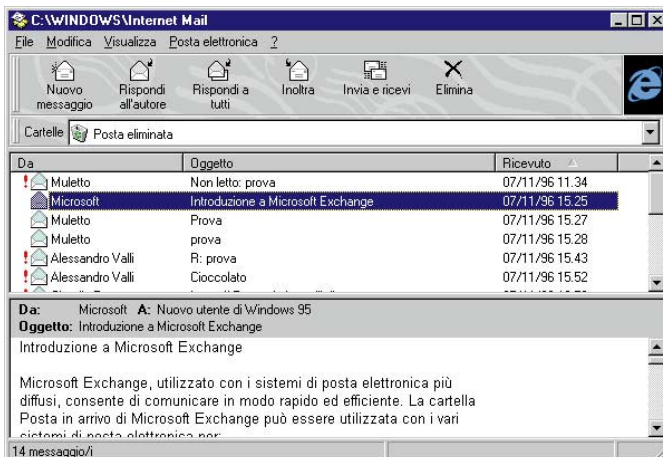 C:\WINDOWS\Internet Mail
File Modifica Visualizza Posta elettronica ?
Nuovo messaggio
Rispondi all'autore
Rispondi a tutti
Inoltra
Invia e ricevi
Elimina
Cartelle Posta eliminata
Da Oggetto Ricevuto
! Muletto Non letto: prova 07/11/96 11.34
Microsoft Introduzione a Microsoft Exchange 07/11/96 15.25
Muletto Prova 07/11/96 15.27
Muletto prova 07/11/96 15.28
! Alessandro Valli R: prova 07/11/96 15.43
! Alessandro Valli Cioccolato 07/11/96 15.52
Da: Microsoft A: Nuovo utente di Windows 95
Oggetto: Introduzione a Microsoft Exchange
Introduzione a Microsoft Exchange
Microsoft Exchange, utilizzato con i sistemi di posta elettronica più
diffusi, consente di comunicare in modo rapido ed efficiente. La cartella
Posta in arrivo di Microsoft Exchange può essere utilizzata con i vari
sistemi di posta elettronica per:
14 messaggio/i